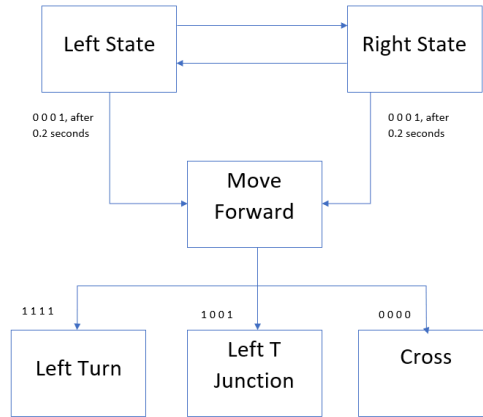 Left State
Right State
0 0 0 1, after
0.2 seconds
0 0 0 1, after
0.2 seconds
Move
Forward
1 1 1 1
1 0 0 1
0 0 0 0
Left Turn
Left T
Junction
Cross